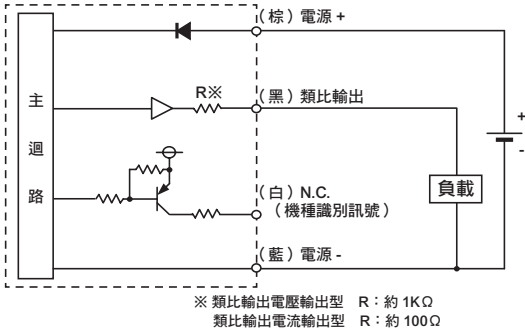 （棕）電源 +
R※
（黑）類比輸出
主迴路
+
-
（白）N.C.
（機種識別訊號）
負載
（藍）電源 -
※ 類比輸出電壓輸出型 R：約 1KΩ
類比輸出電流輸出型 R：約 100Ω